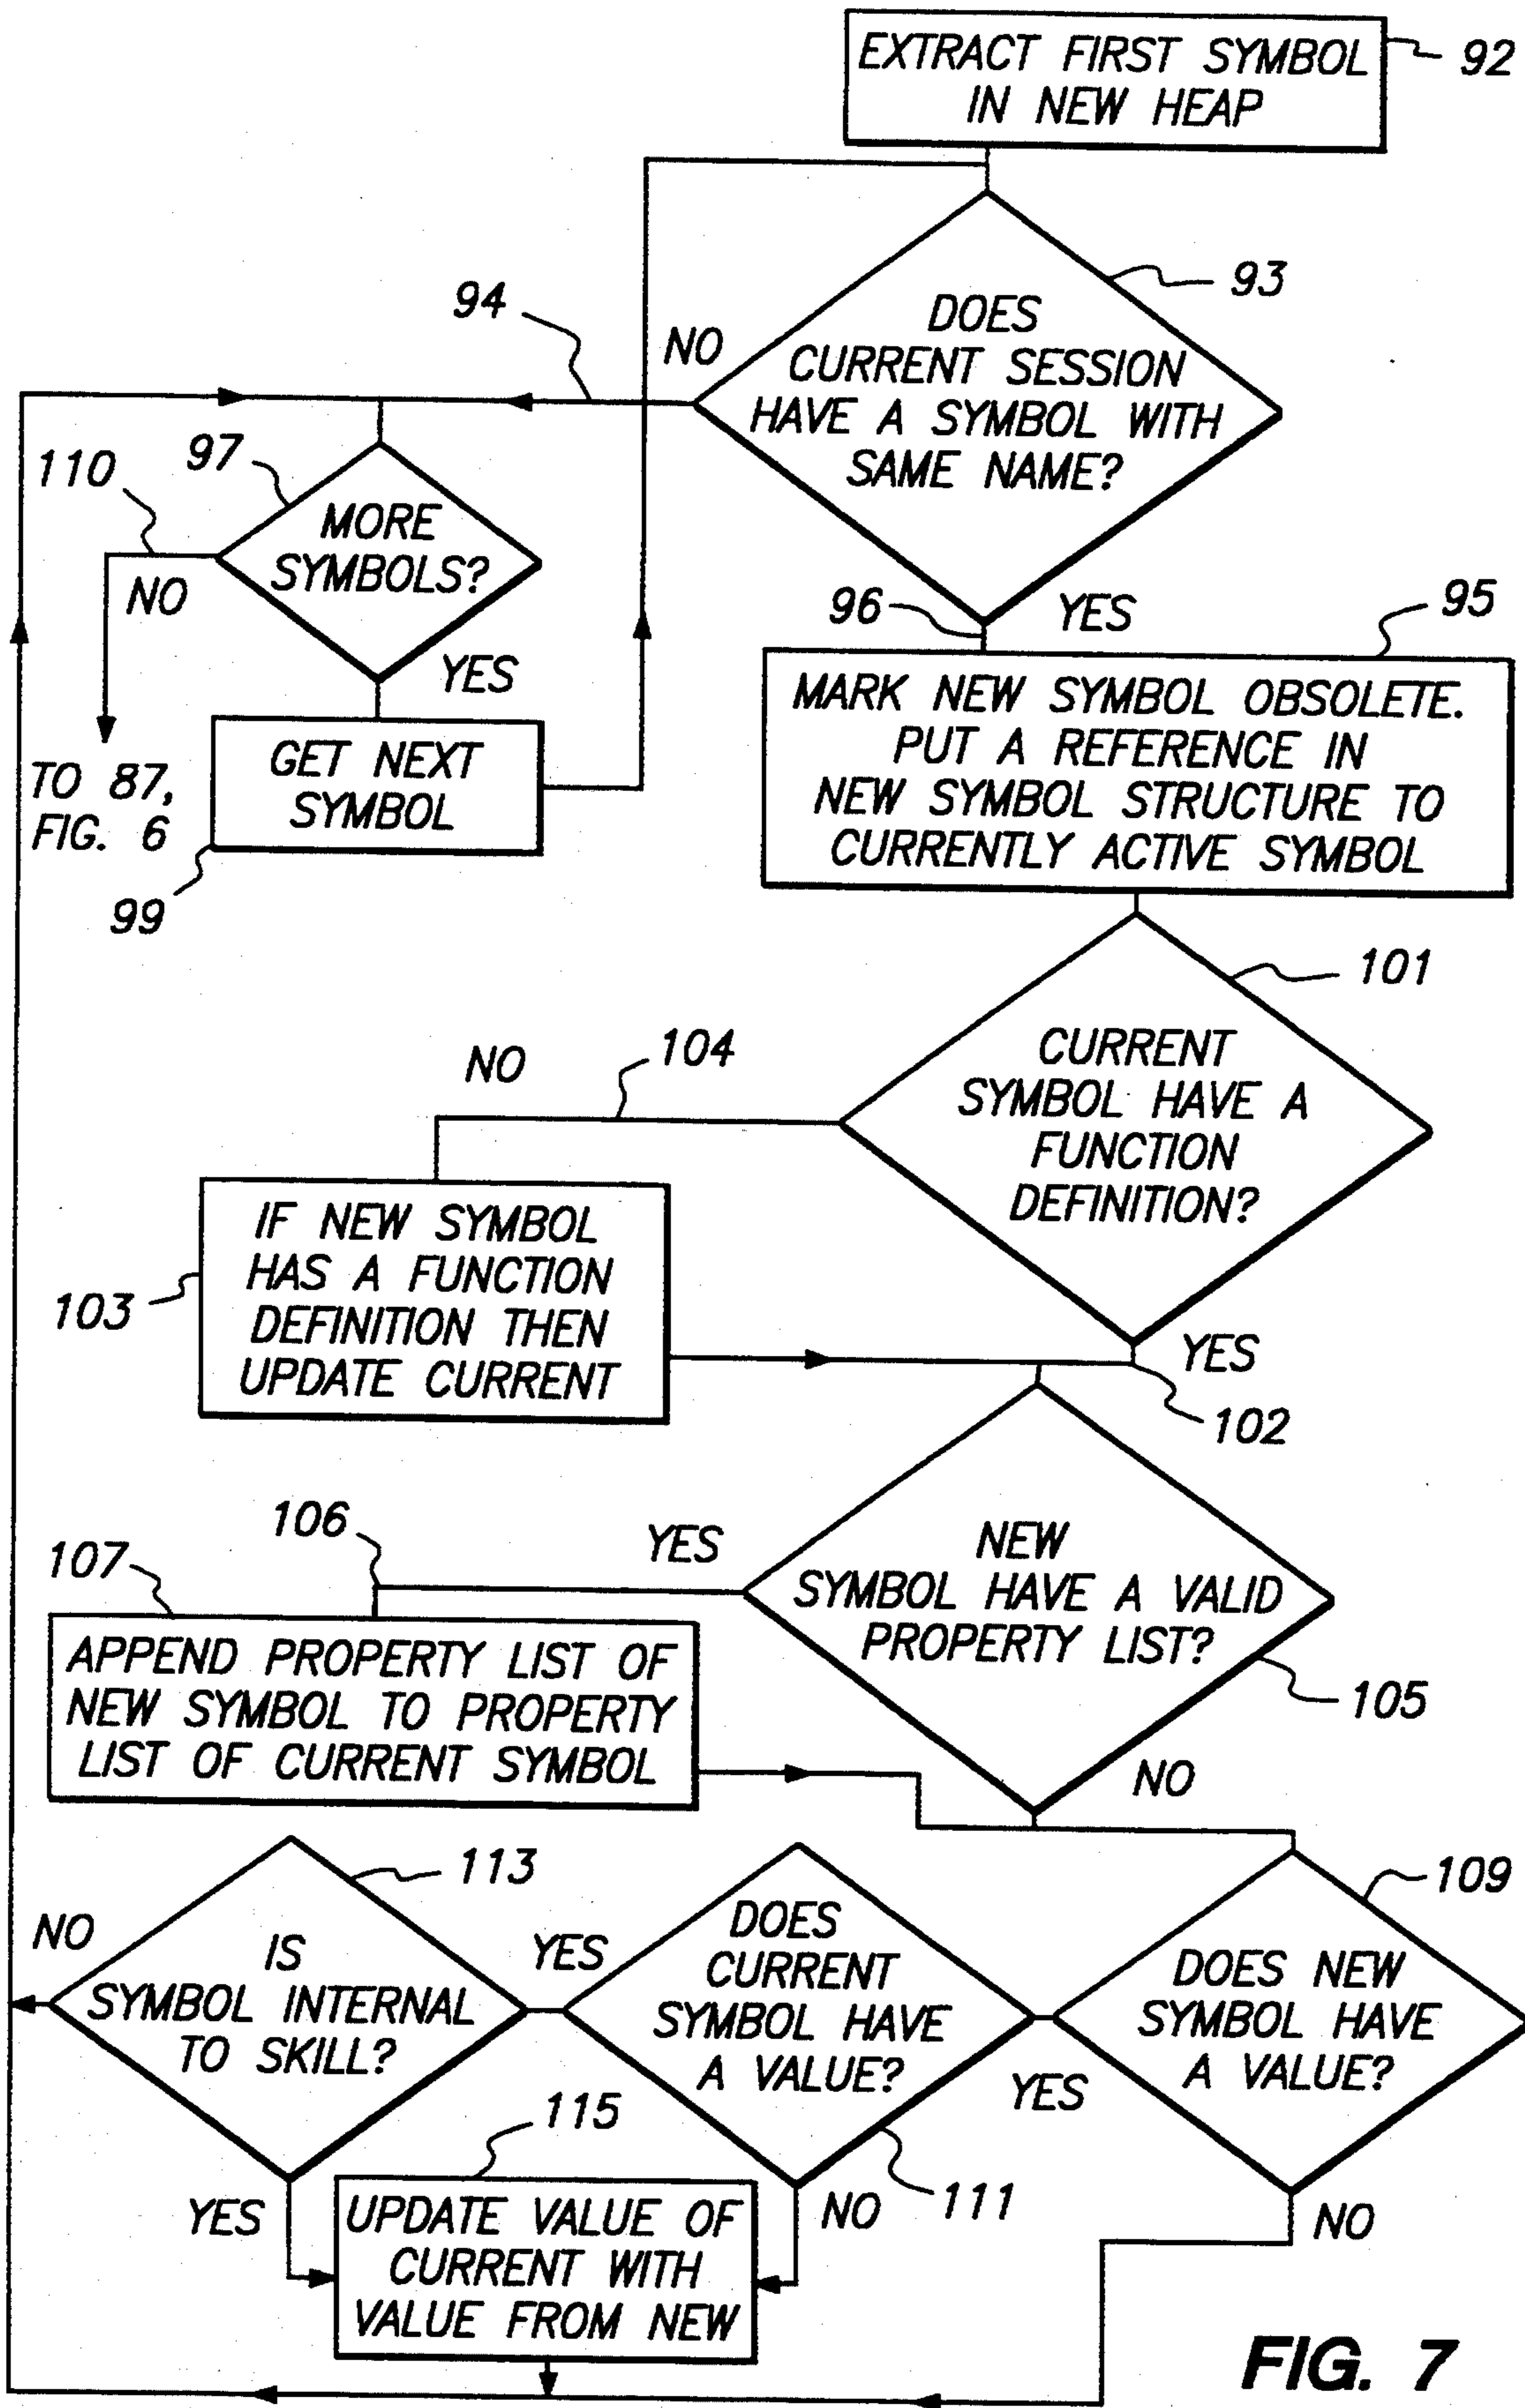 EXTRACT FIRST SYMBOL
IN NEW HEAP
92
93
DOES
CURRENT SESSION
HAVE A SYMBOL WITH
SAME NAME?
NO
94
97
110
MORE
SYMBOLS?
NO
YES
96
YES
95
TO 87,
FIG. 6
GET NEXT
SYMBOL
99
MARK NEW SYMBOL OBSOLETE.
PUT A REFERENCE IN
NEW SYMBOL STRUCTURE TO
CURRENTLY ACTIVE SYMBOL
101
CURRENT
SYMBOL HAVE A
FUNCTION
DEFINITION?
NO
104
IF NEW SYMBOL
HAS A FUNCTION
DEFINITION THEN
UPDATE CURRENT
103
YES
102
NEW
SYMBOL HAVE A VALID
PROPERTY LIST?
105
YES
106
107
APPEND PROPERTY LIST OF
NEW SYMBOL TO PROPERTY
LIST OF CURRENT SYMBOL
NO
109
DOES NEW
SYMBOL HAVE
A VALUE?
YES
NO
DOES
CURRENT
SYMBOL HAVE
A VALUE?
111
YES
NO
113
IS
SYMBOL INTERNAL
TO SKILL?
NO
YES
115
UPDATE VALUE OF
CURRENT WITH
VALUE FROM NEW
FIG. 7